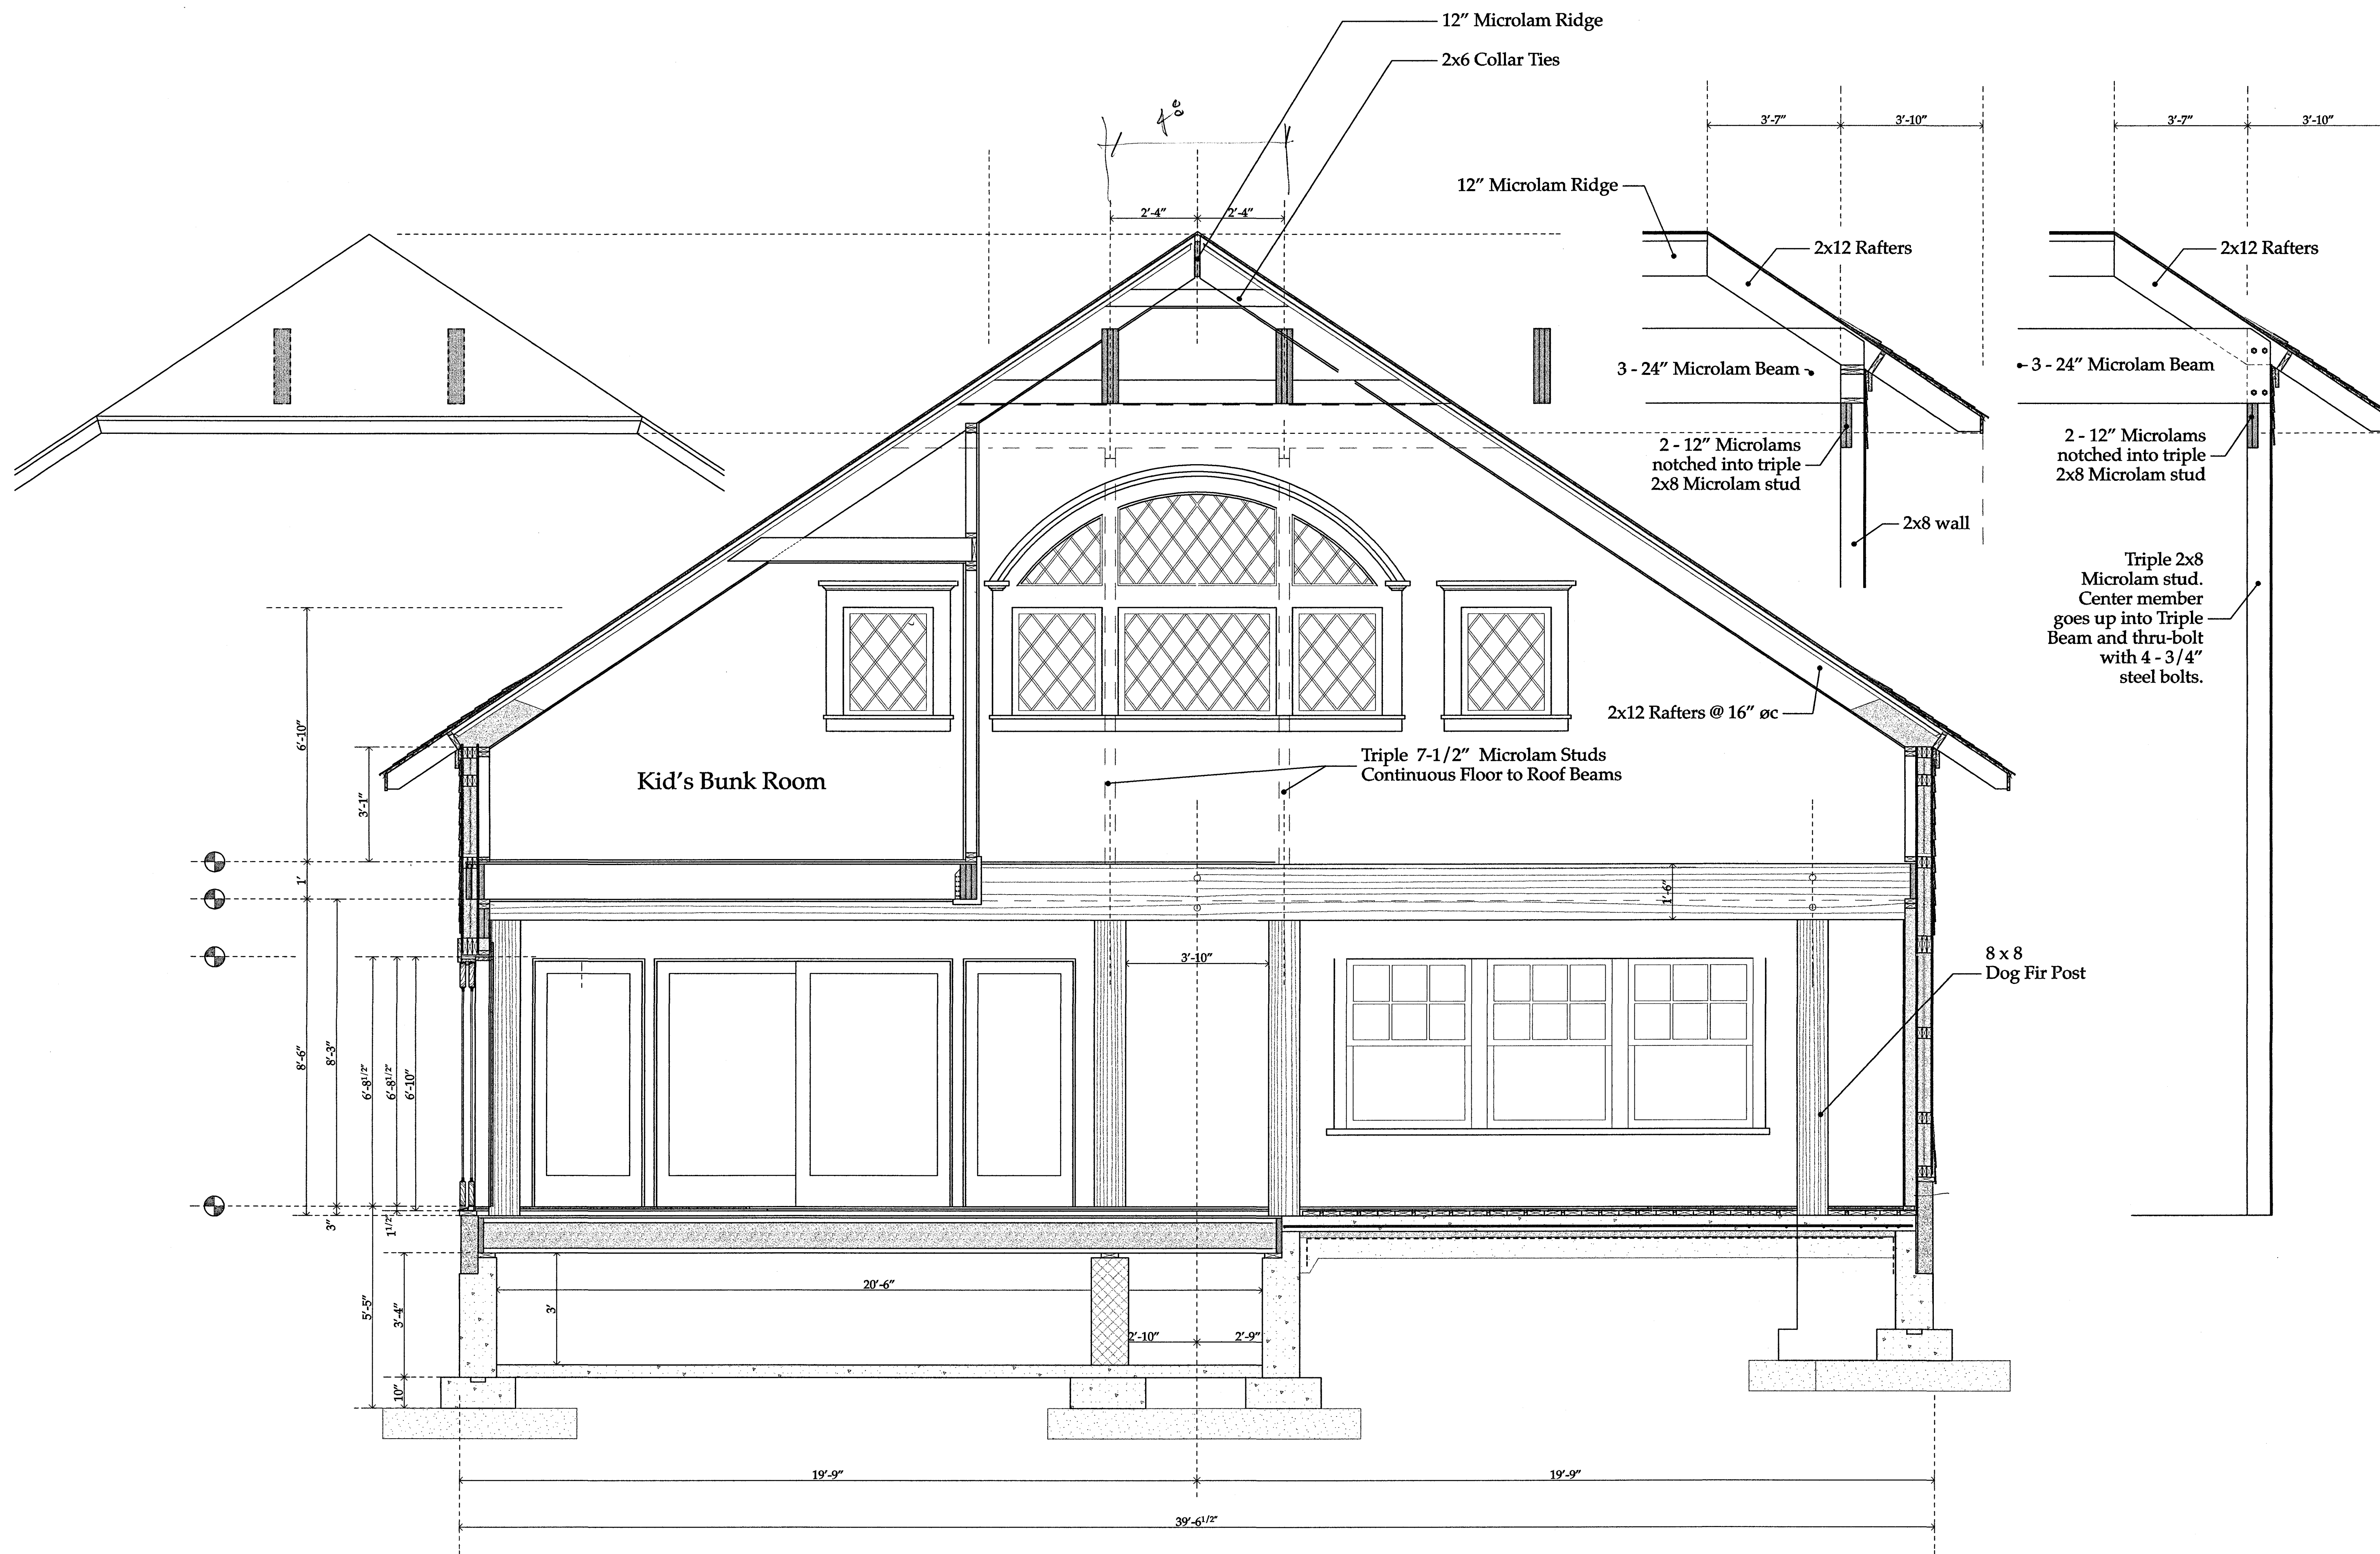 12″ Microlam Ridge
2x6 Collar Ties
4⁰⁰
3'-7″
3'-10″
3'-7″
3'-10″
12″ Microlam Ridge
2'-4″
2'-4″
2x12 Rafters
2x12 Rafters
3 - 24″ Microlam Beam
3 - 24″ Microlam Beam
2 - 12″ Microlams
notched into triple
2x8 Microlam stud
2 - 12″ Microlams
notched into triple
2x8 Microlam stud
2x8 wall
Triple 2x8
Microlam stud.
Center member
goes up into Triple
Beam and thru-bolt
with 4 - 3/4″
steel bolts.
2x12 Rafters @ 16″ øc
6'-10″
3'-1″
Kid's Bunk Room
Triple 7-1/2″ Microlam Studs
Continuous Floor to Roof Beams
1'
1'-6″
3'-10″
8 x 8
Dog Fir Post
8'-6″
8'-3″
6'-8 1/2″
6'-8 1/2″
6'-10″
3″
1 1/2″
5'-5″
3'-4″
3'
20'-6″
2'-10″
2'-9″
10″
19'-9″
19'-9″
39'-6 1/2″